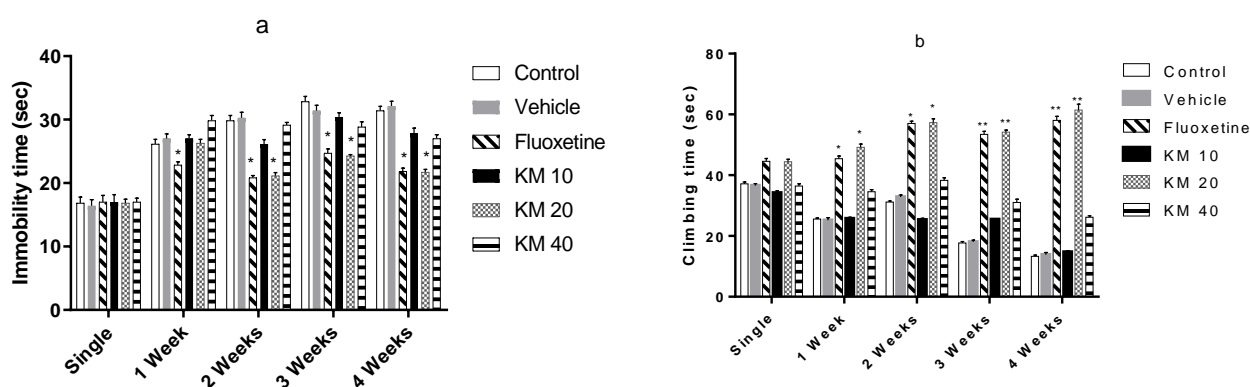 a
Immobility time (sec)
40
30
20
10
0
* * * * * * *
Single
1 Week
2 Weeks
3 Weeks
4 Weeks
Control
Vehicle
Fluoxetine
KM 10
KM 20
KM 40
b
Climbing time (sec)
80
60
40
20
0
* * * * ** ** ** **
Single
1 Week
2 Weeks
3 Weeks
4 Weeks
Control
Vehicle
Fluoxetine
KM 10
KM 20
KM 40